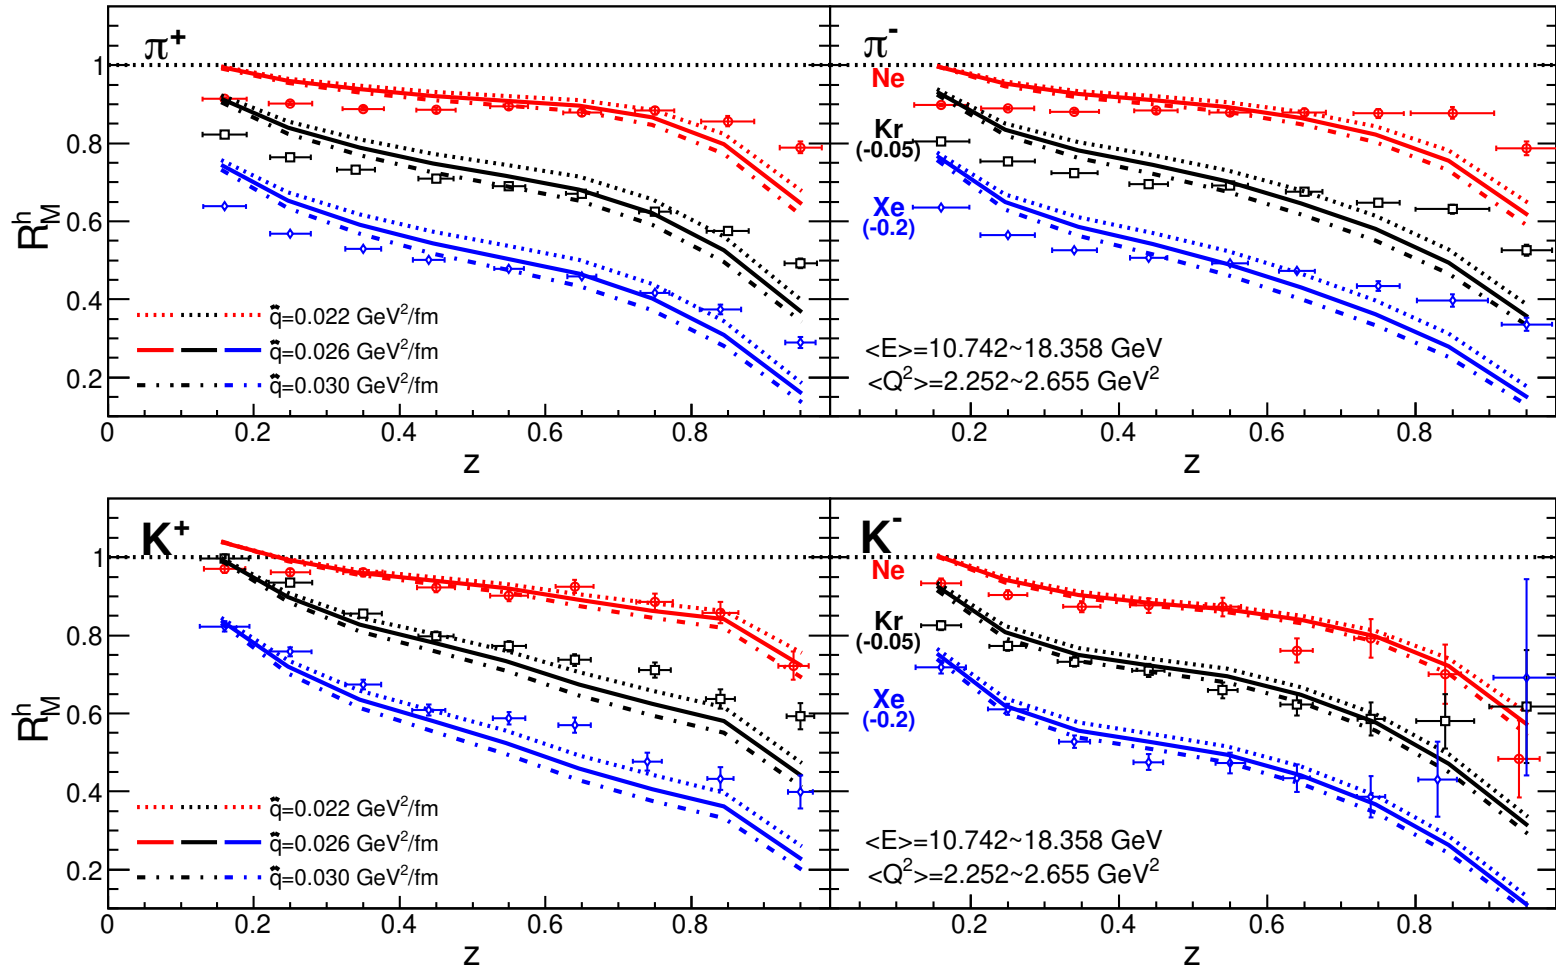 π⁺
π⁻
1
Ne
0.8
Kr
(-0.05)
0.6
Xe
(-0.2)
R_M^h
0.4
q̂=0.022 GeV²/fm
q̂=0.026 GeV²/fm
q̂=0.030 GeV²/fm
<E>=10.742~18.358 GeV
<Q²>=2.252~2.655 GeV²
0.2
0 0.2 0.4 0.6 0.8 0.2 0.4 0.6 0.8
z z
K⁺
K⁻
1
Ne
0.8
Kr
(-0.05)
0.6
Xe
(-0.2)
R_M^h
0.4
q̂=0.022 GeV²/fm
q̂=0.026 GeV²/fm
q̂=0.030 GeV²/fm
<E>=10.742~18.358 GeV
<Q²>=2.252~2.655 GeV²
0.2
0 0.2 0.4 0.6 0.8 0.2 0.4 0.6 0.8
z z